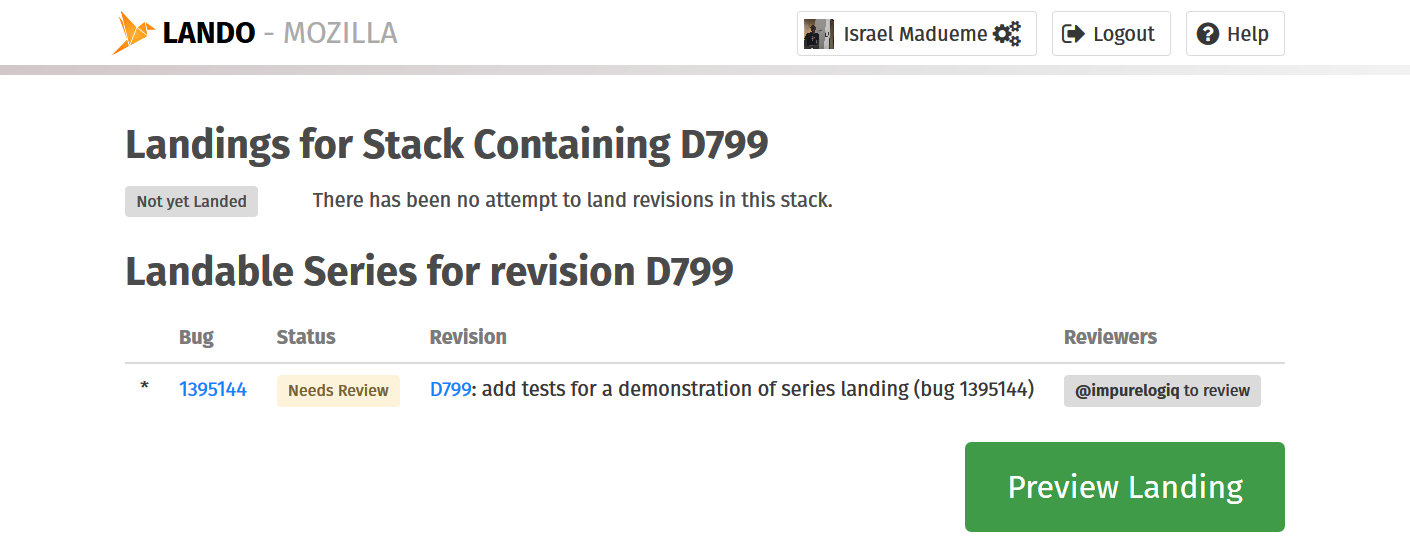 LANDO - MOZILLA
Israel Madueme
Logout
Help
Landings for Stack Containing D799
Not yet Landed
There has been no attempt to land revisions in this stack.
Landable Series for revision D799
Bug Status Revision Reviewers
* 1395144 Needs Review D799: add tests for a demonstration of series landing (bug 1395144) @impurelogiq to review
Preview Landing